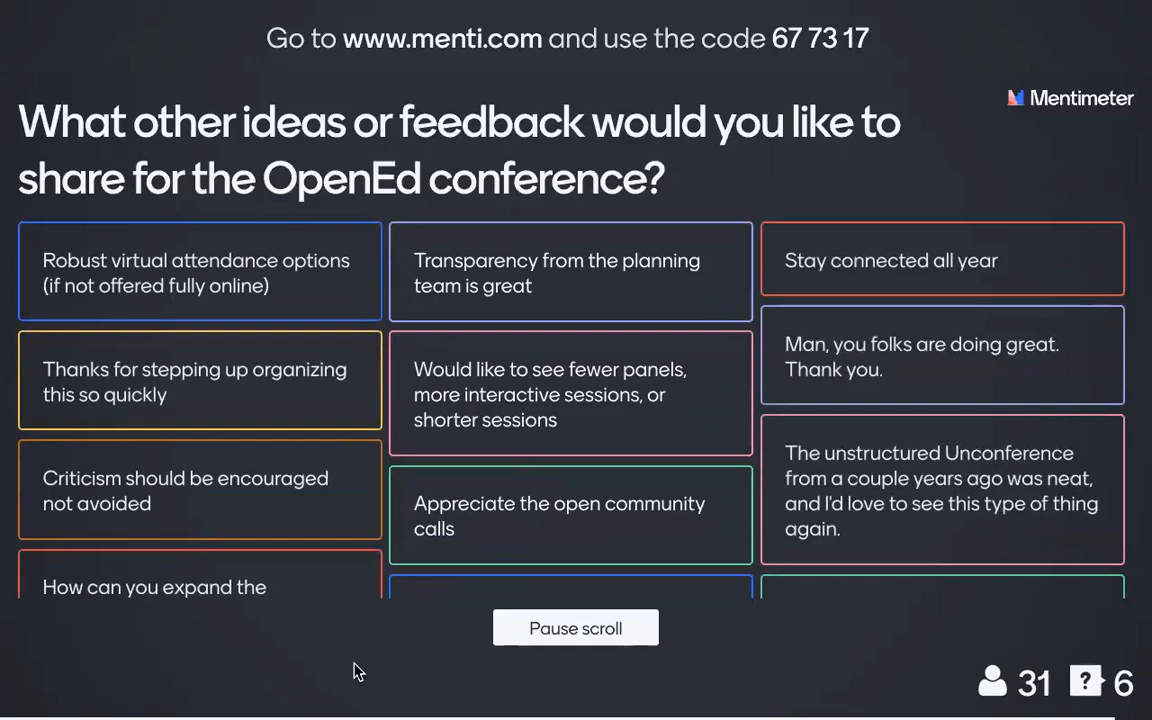 Go to www.menti.com and use the code 67 73 17
Mentimeter
What other ideas or feedback would you like to
share for the OpenEd conference?
Robust virtual attendance options
(if not offered fully online)
Thanks for stepping up organizing
this so quickly
Criticism should be encouraged
not avoided
How can you expand the
Transparency from the planning
team is great
Would like to see fewer panels,
more interactive sessions, or
shorter sessions
Appreciate the open community
calls
Stay connected all year
Man, you folks are doing great.
Thank you.
The unstructured Unconference
from a couple years ago was neat,
and I'd love to see this type of thing
again.
Pause scroll
31
? 6